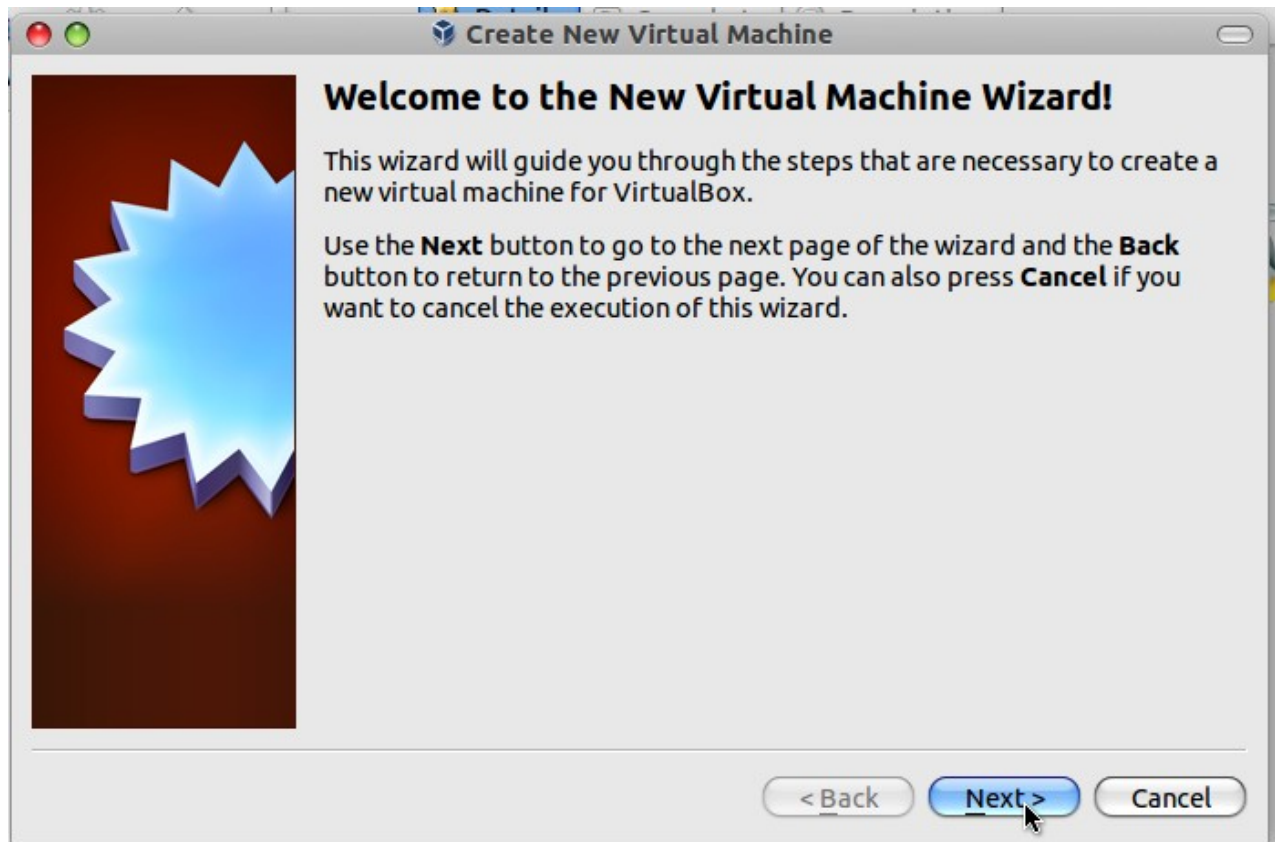 Create New Virtual Machine
Welcome to the New Virtual Machine Wizard!
This wizard will guide you through the steps that are necessary to create a
new virtual machine for VirtualBox.
Use the Next button to go to the next page of the wizard and the Back
button to return to the previous page. You can also press Cancel if you
want to cancel the execution of this wizard.
< Back Next > Cancel